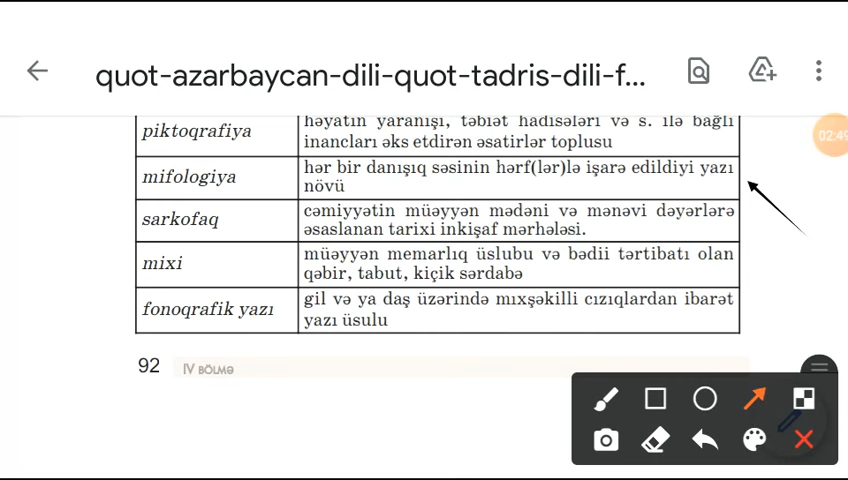 quot-azarbaycan-dili-quot-tadris-dili-f...
piktoqrafiya
həyatın yaranışı, təbiət hadisələri və s. ilə bağlı
inancları əks etdirən əsatirlər toplusu
mifologiya
hər bir danışıq səsinin hərf(lər)lə işarə edildiyi yazı
növü
sarkofaq
cəmiyyətin müəyyən mədəni və mənəvi dəyərlərə
əsaslanan tarixi inkişaf mərhələsi.
mixi
müəyyən memarlıq üslubu və bədii tərtibatı olan
qəbir, tabut, kiçik sərdabə
fonoqrafik yazı
gil və ya daş üzərində mıxşəkilli cızıqlardan ibarət
yazı üsulu
92 IV BÖLMƏ
02:49